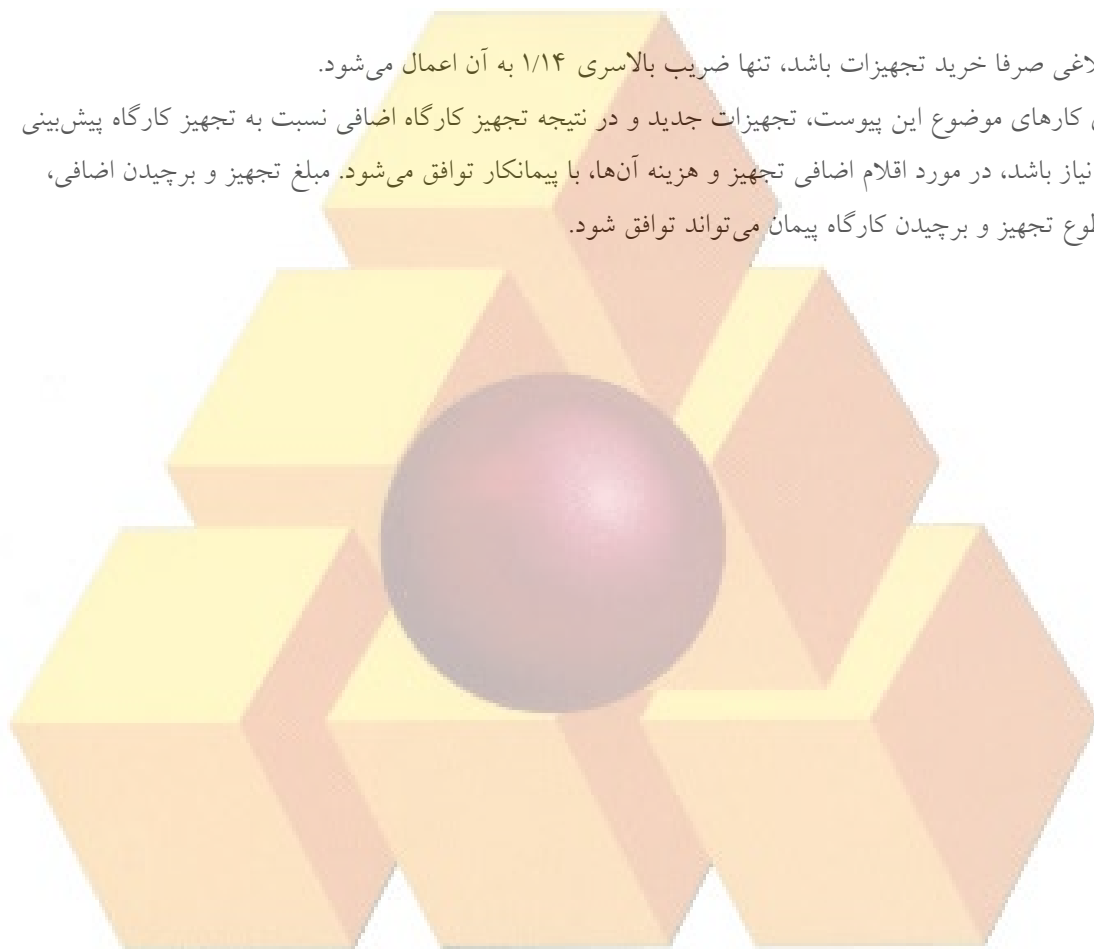 صرفا خرید تجهیزات باشد، تنها ضریب بالاسری ۱/۱۴ به آن اعمال می‌شود.
کارهای موضوع این پیوست، تجهیزات جدید و در نتیجه تجهیز کارگاه اضافی نسبت به تجهیز کارگاه پیش‌بینی
نیاز باشد، در مورد اقلام اضافی تجهیز و هزینه آن‌ها، با پیمانکار توافق می‌شود. مبلغ تجهیز و برچیدن اضافی،
تجهیز و برچیدن کارگاه پیمان می‌تواند توافق شود.